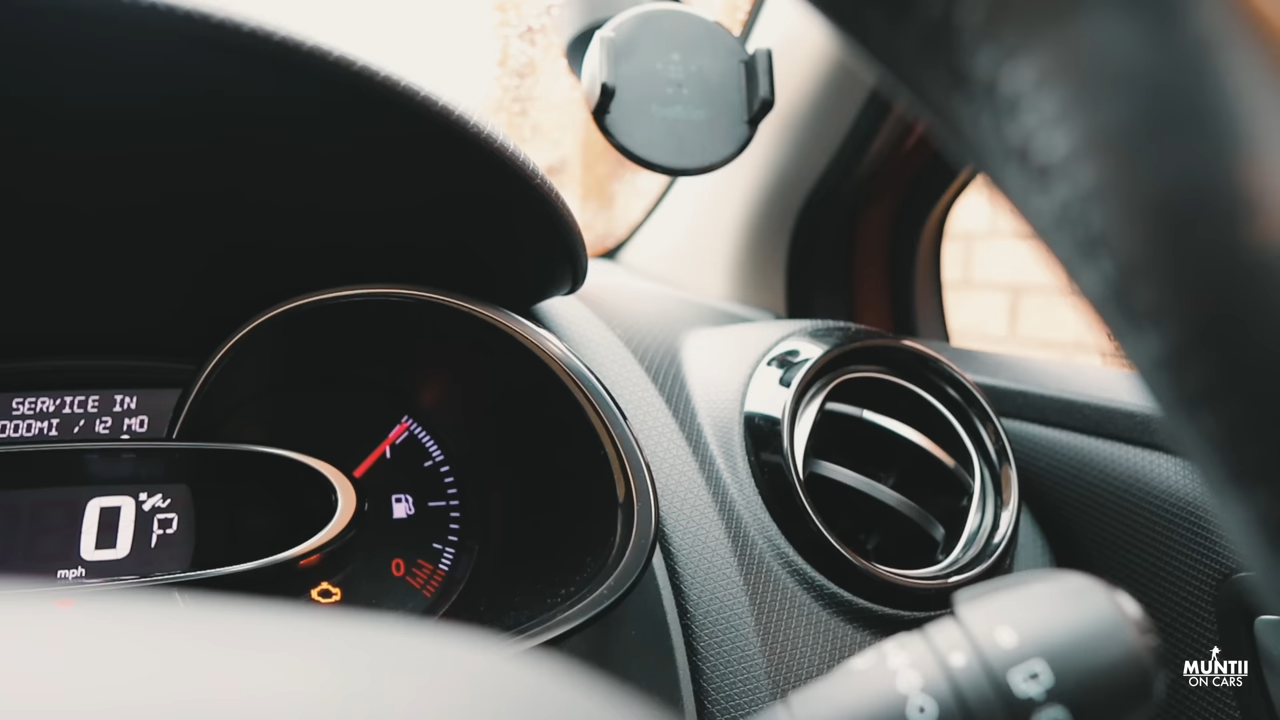 SERVICE IN
000MI / 12 MO
0
P
mph
0
MUNTII
ON CARS